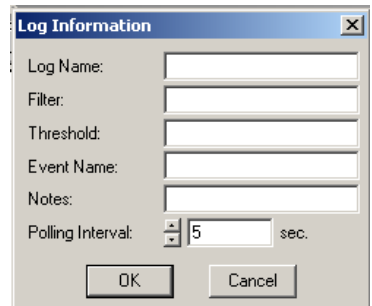 Log Information
Log Name:
Filter:
Threshold:
Event Name:
Notes:
Polling Interval: 5 sec.
OK Cancel